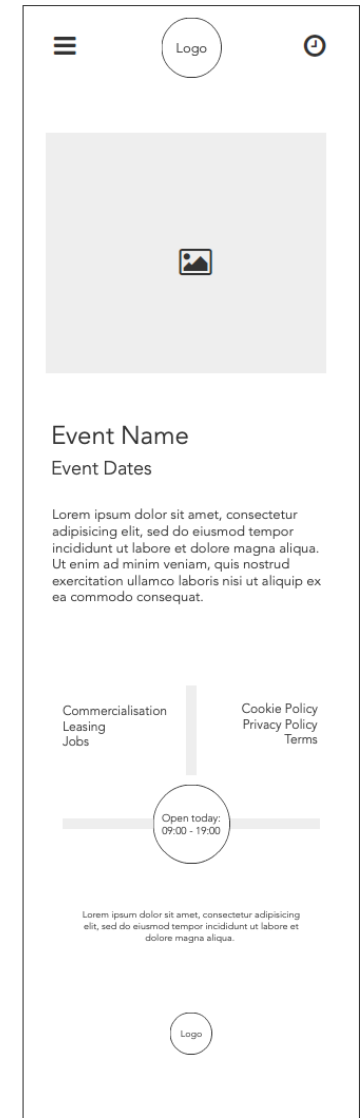 Logo
Event Name
Event Dates
Lorem ipsum dolor sit amet, consectetur
adipisicing elit, sed do eiusmod tempor
incididunt ut labore et dolore magna aliqua.
Ut enim ad minim veniam, quis nostrud
exercitation ullamco laboris nisi ut aliquip ex
ea commodo consequat.
Commercialisation
Leasing
Jobs
Cookie Policy
Privacy Policy
Terms
Open today:
09:00 - 19:00
Lorem ipsum dolor sit amet, consectetur adipisicing
elit, sed do eiusmod tempor incididunt ut labore et
dolore magna aliqua.
Logo